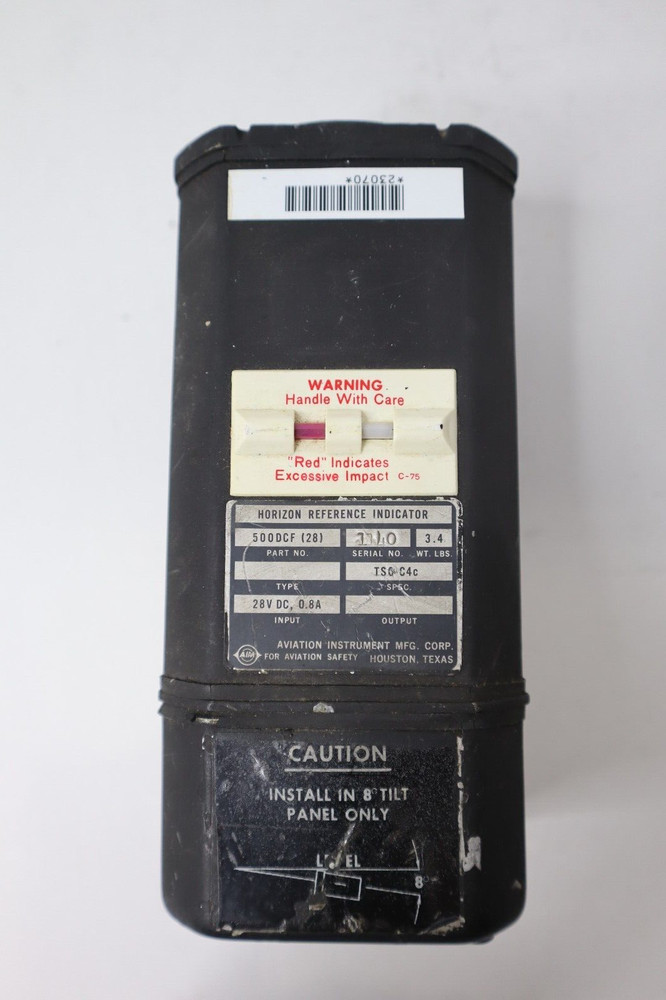 *23070*
WARNING
Handle With Care
"Red" Indicates
Excessive Impact C-75
HORIZON REFERENCE INDICATOR
500DCF (28) 3.4
PART NO. SERIAL NO. WT. LBS.
TSO-C4c
TYPE SPEC.
28V DC, 0.8A
INPUT OUTPUT
AIM AVIATION INSTRUMENT MFG. CORP.
FOR AVIATION SAFETY HOUSTON, TEXAS
CAUTION
INSTALL IN 8° TILT
PANEL ONLY
LEVEL
8°